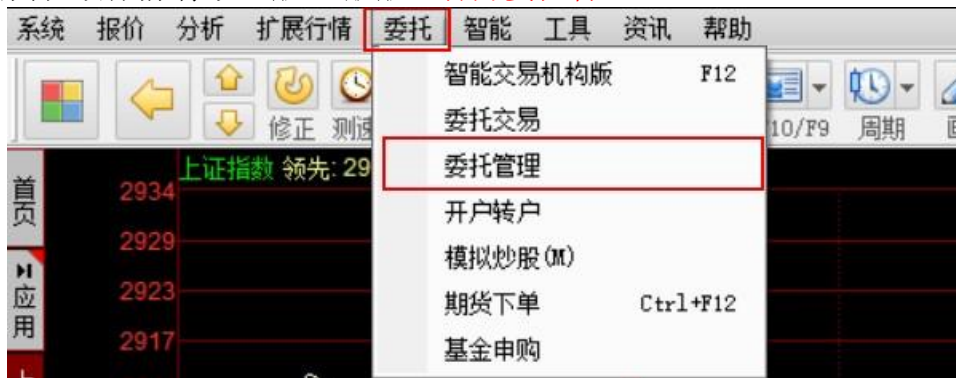 系统 报价 分析 扩展行情 委托 智能 工具 资讯 帮助
智能交易机构版 F12
委托交易
委托管理
开户转户
模拟炒股(M)
期货下单 Ctrl+F12
基金申购
修正 测速
10/F9 周期
首页
应用
上证指数 领先: 29
2934
2929
2923
2917